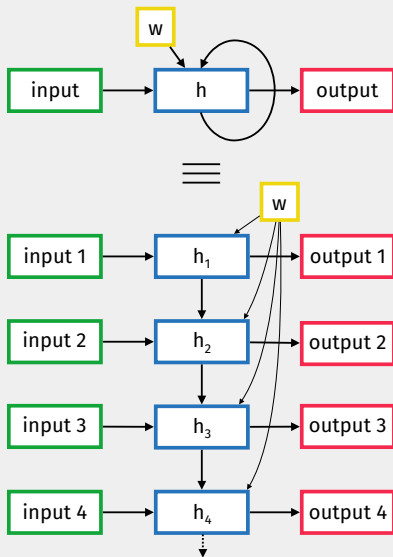 w
input h output
w
input 1 h₁ output 1
input 2 h₂ output 2
input 3 h₃ output 3
input 4 h₄ output 4